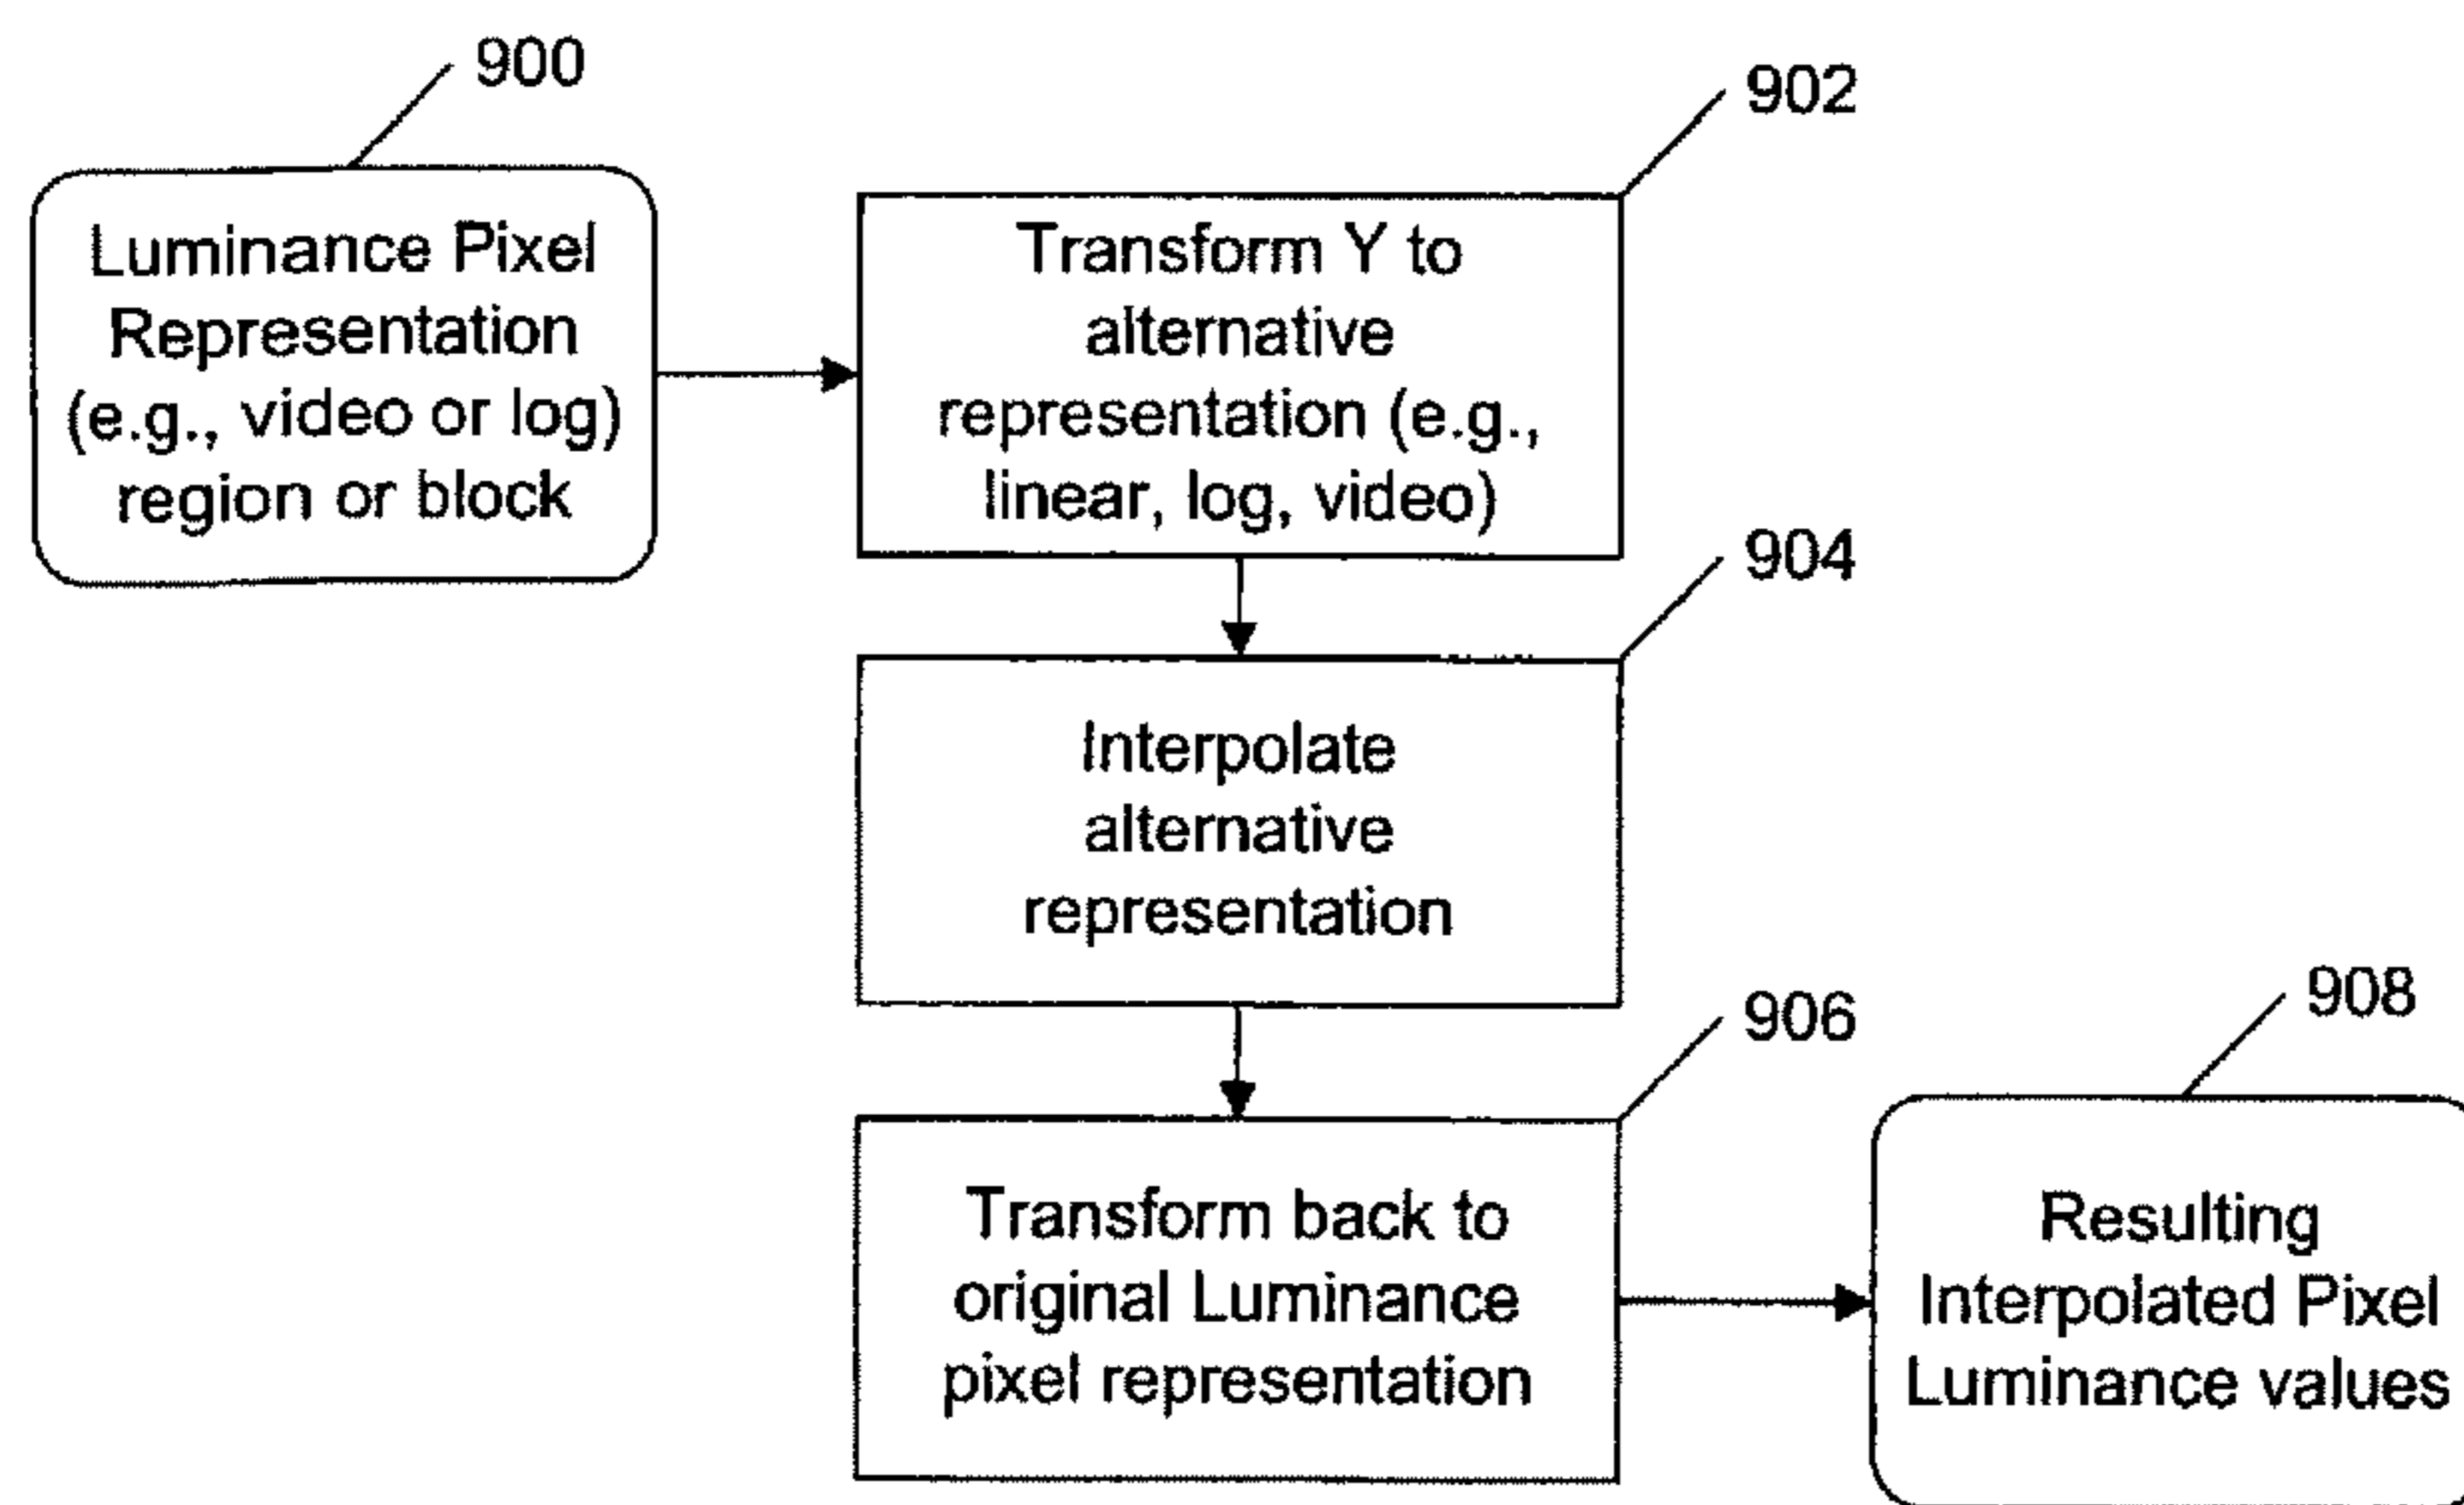 900
Luminance Pixel
Representation
(e.g., video or log)
region or block
902
Transform Y to
alternative
representation (e.g.,
linear, log, video)
904
Interpolate
alternative
representation
906
Transform back to
original Luminance
pixel representation
908
Resulting
Interpolated Pixel
Luminance values